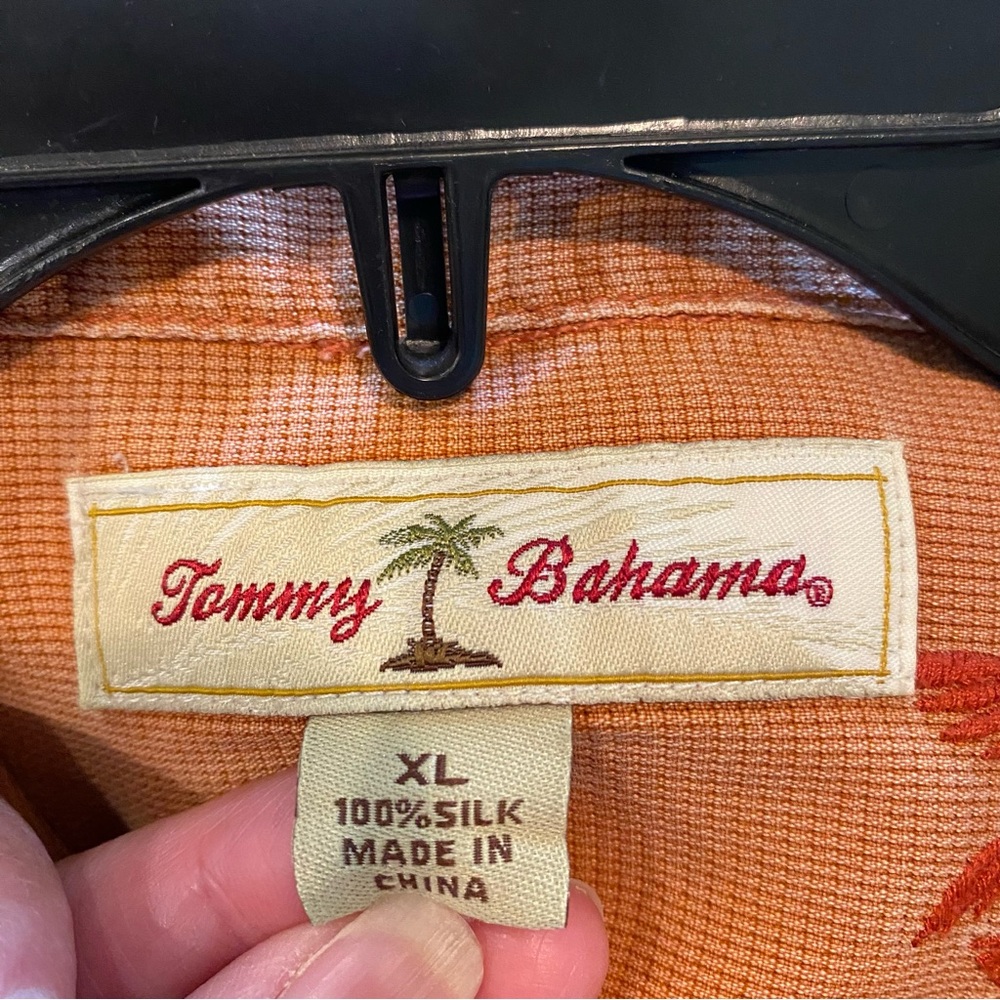 Tommy Bahama®
XL
100% SILK
MADE IN
CHINA